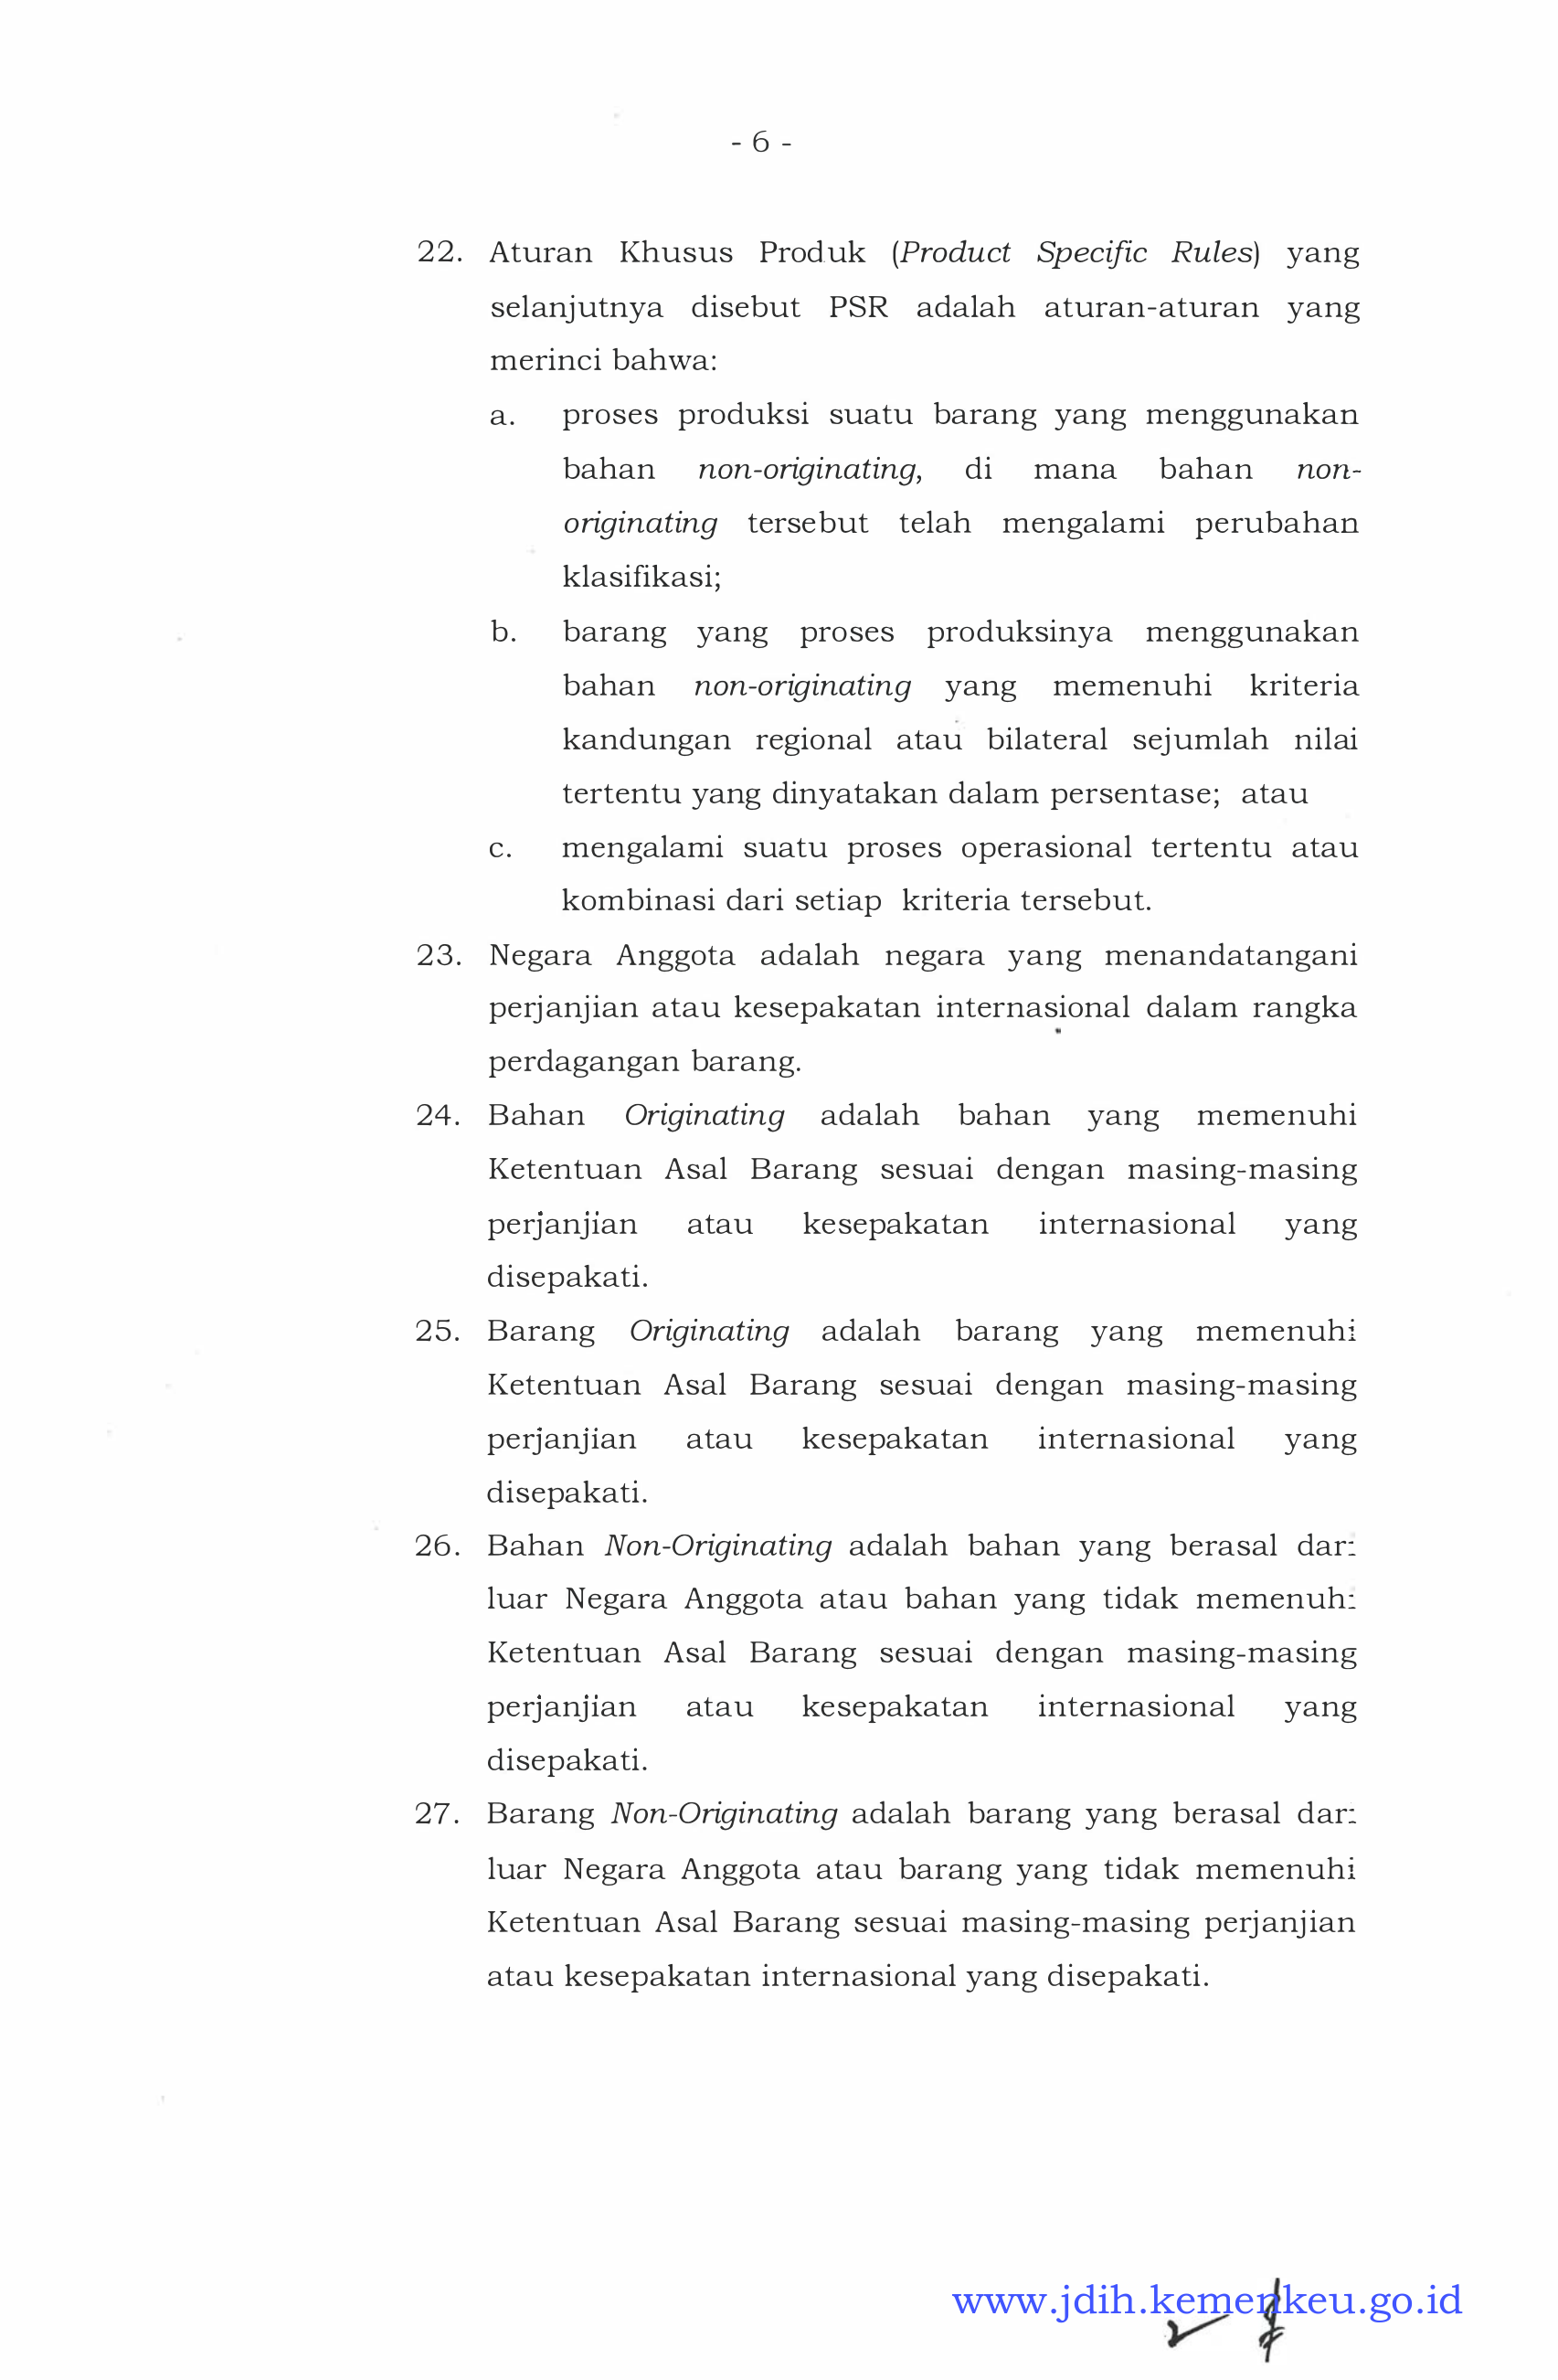 - 6 -
22. Aturan Khusus Produk (Product Specific Rules) yang
selanjutnya disebut PSR adalah aturan-aturan yang
merinci bahwa:
a. proses produksi suatu barang yang menggunakan
bahan non-originating, di mana bahan non-
originating tersebut telah mengalami perubahan
klasifikasi;
b. barang yang proses produksinya menggunakan
bahan non-originating yang memenuhi kriteria
kandungan regional atau bilateral sejumlah nilai
tertentu yang dinyatakan dalam persentase; atau
c. mengalami suatu proses operasional tertentu atau
kombinasi dari setiap kriteria tersebut.
23. Negara Anggota adalah negara yang menandatangani
perjanjian atau kesepakatan internasional dalam rangka
perdagangan barang.
24. Bahan Originating adalah bahan yang memenuhi
Ketentuan Asal Barang sesuai dengan masing-masing
perjanjian atau kesepakatan internasional yang
disepakati.
25. Barang Originating adalah barang yang memenuhi
Ketentuan Asal Barang sesuai dengan masing-masing
perjanjian atau kesepakatan internasional yang
disepakati.
26. Bahan Non-Originating adalah bahan yang berasal dari
luar Negara Anggota atau bahan yang tidak memenuhi
Ketentuan Asal Barang sesuai dengan masing-masing
perjanjian atau kesepakatan internasional yang
disepakati.
27. Barang Non-Originating adalah barang yang berasal dari
luar Negara Anggota atau barang yang tidak memenuhi
Ketentuan Asal Barang sesuai masing-masing perjanjian
atau kesepakatan internasional yang disepakati.
www.jdih.kemenkeu.go.id